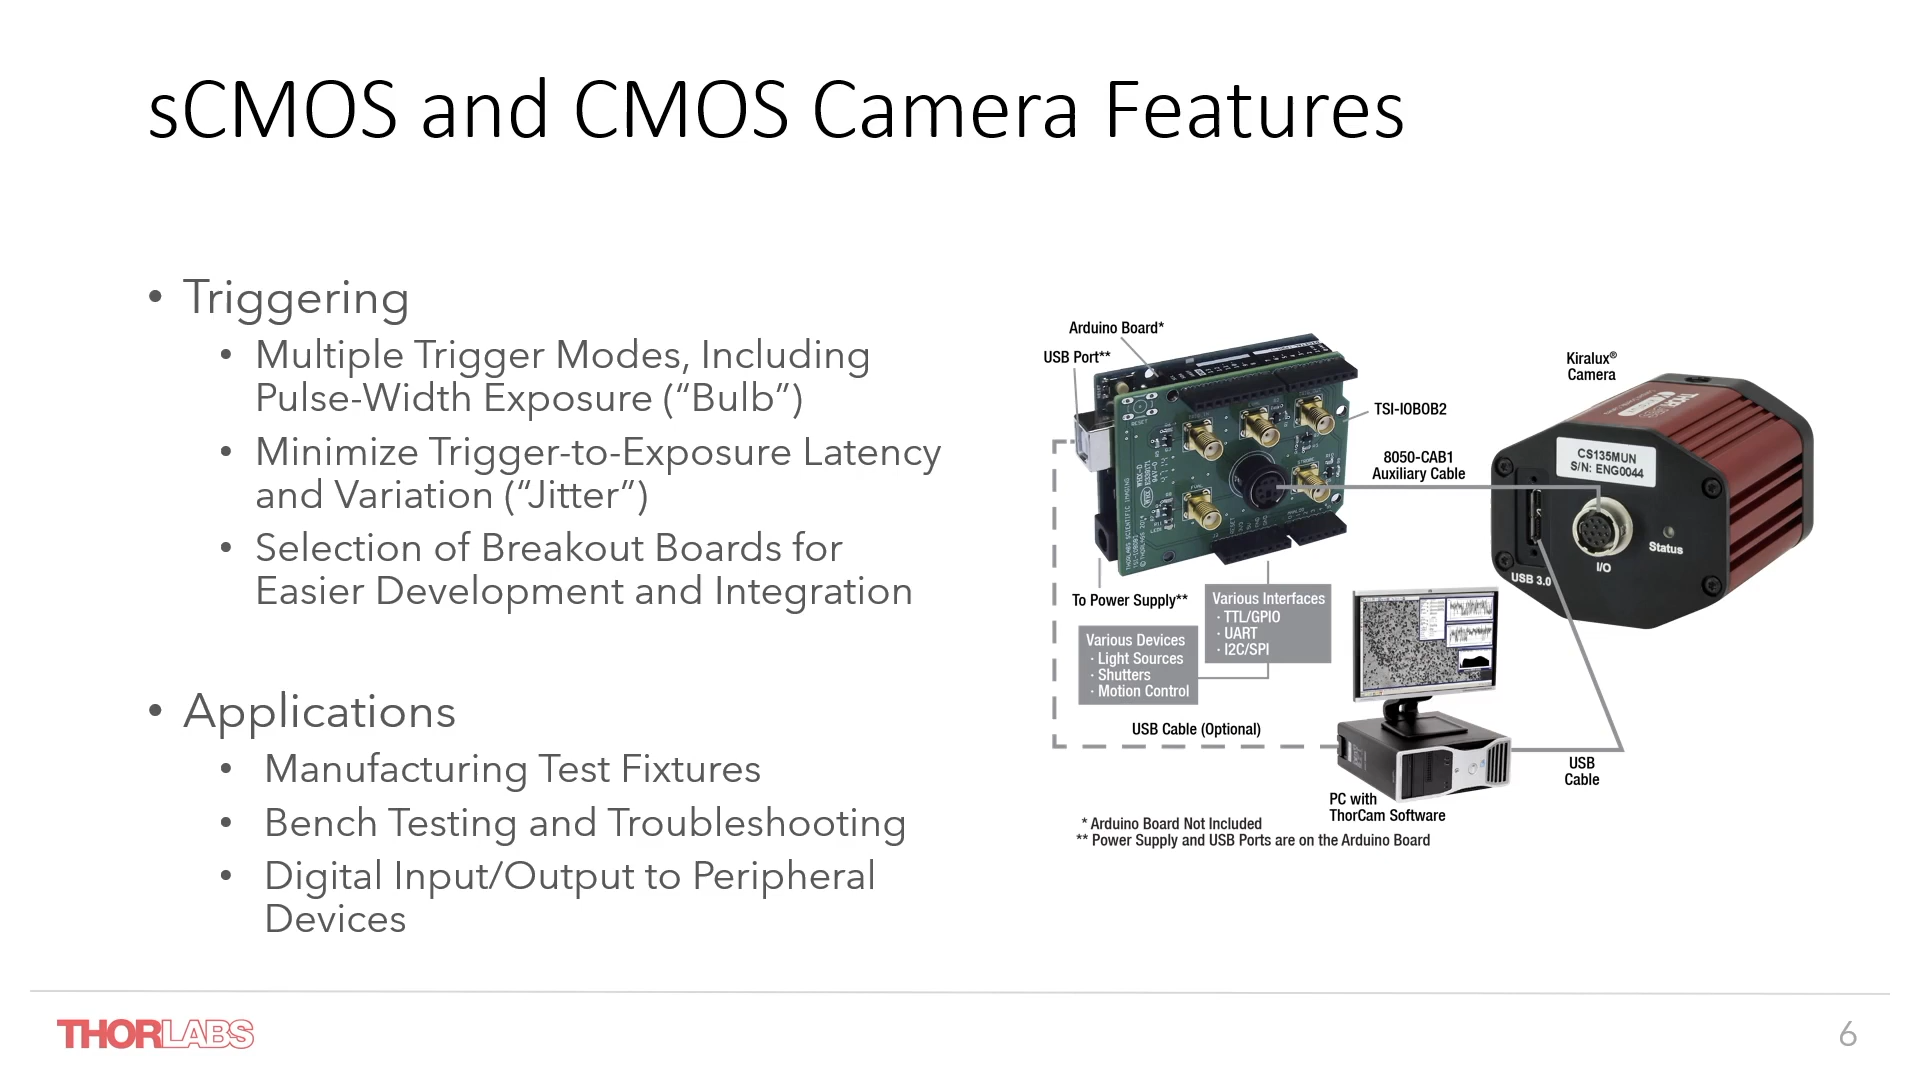 sCMOS and CMOS Camera Features
• Triggering
• Multiple Trigger Modes, Including
Pulse-Width Exposure (“Bulb”)
• Minimize Trigger-to-Exposure Latency
and Variation (“Jitter”)
• Selection of Breakout Boards for
Easier Development and Integration
• Applications
• Manufacturing Test Fixtures
• Bench Testing and Troubleshooting
• Digital Input/Output to Peripheral
Devices
Arduino Board*
USB Port**
TSI-IOBOB2
8050-CAB1
Auxiliary Cable
Kiralux®
Camera
CS135MUN
S/N: ENG0044
USB 3.0
I/O
Status
To Power Supply**
Various Interfaces
· TTL/GPIO
· UART
· I2C/SPI
Various Devices
· Light Sources
· Shutters
· Motion Control
USB Cable (Optional)
USB
Cable
PC with
ThorCam Software
* Arduino Board Not Included
** Power Supply and USB Ports are on the Arduino Board
THORLABS
6